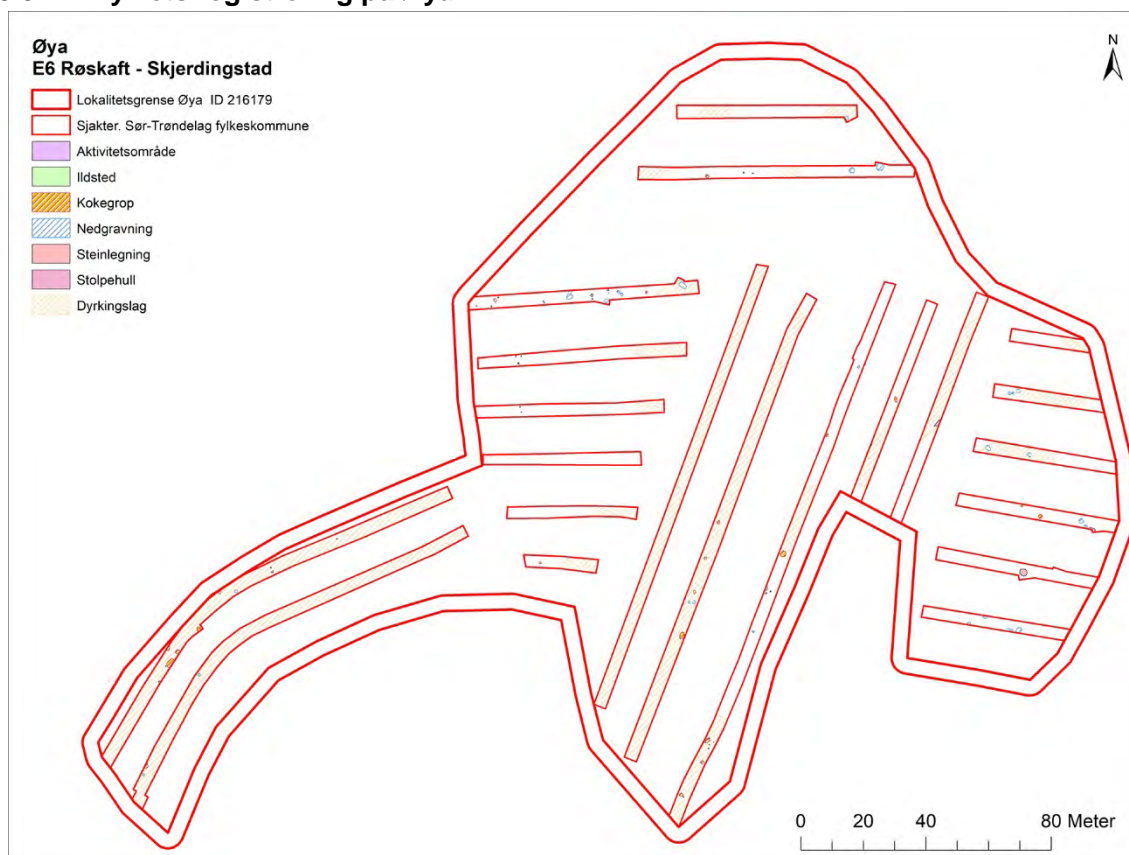 Øya
E6 Røskaft - Skjerdingstad
Lokalitetsgrense Øya ID 216179
Sjakter. Sør-Trøndelag fylkeskommune
Aktivitetsområde
Ildsted
Kokegrop
Nedgravning
Steinlegning
Stolpehull
Dyrkingslag
N
0 20 40 80 Meter